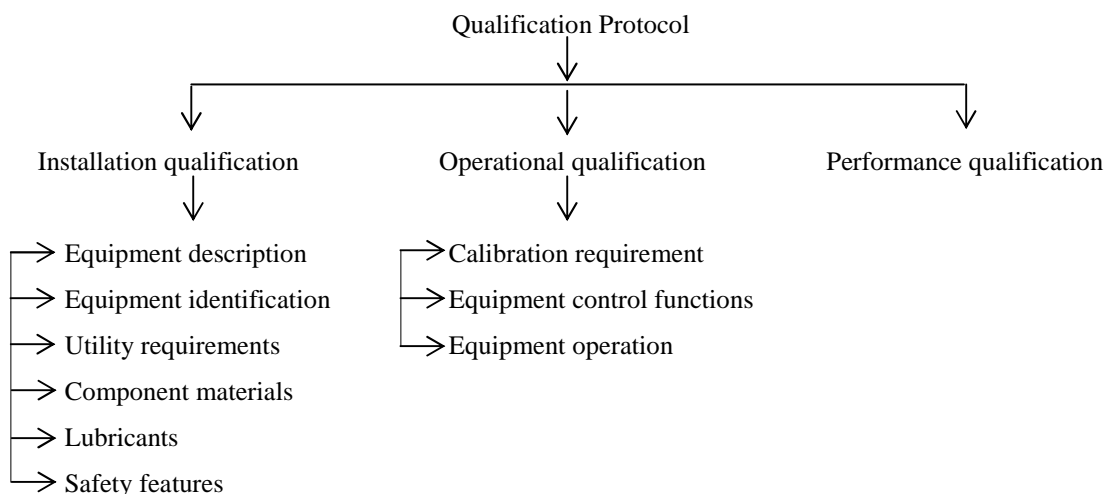 Qualification Protocol
Installation qualification
Operational qualification
Performance qualification
Equipment description
Equipment identification
Utility requirements
Component materials
Lubricants
Safety features
Calibration requirement
Equipment control functions
Equipment operation